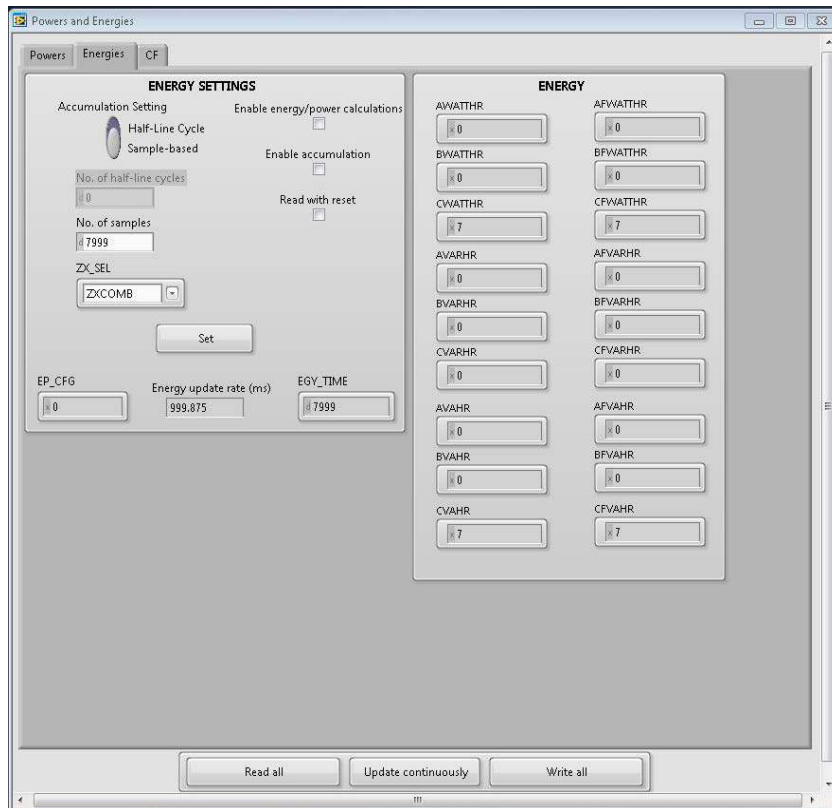 Powers and Energies
Powers Energies CF
ENERGY SETTINGS
Accumulation Setting
Half-Line Cycle
Sample-based
Enable energy/power calculations
Enable accumulation
Read with reset
No. of half-line cycles
d 0
No. of samples
d 7999
ZX_SEL
ZXCOMB
Set
EP_CFG
x 0
Energy update rate (ms)
999.875
EGY_TIME
d 7999
ENERGY
AWATTHR AFWATTHR
x 0 x 0
BWATTHR BFWATTHR
x 0 x 0
CWATTHR CFWATTHR
x 7 x 7
AVARHR AFVARHR
x 0 x 0
BVARHR BFVARHR
x 0 x 0
CVARHR CFVARHR
x 0 x 0
AVAHR AFVAHR
x 0 x 0
BVAHR BFVAHR
x 0 x 0
CVAHR CFVAHR
x 7 x 7
Read all Update continuously Write all